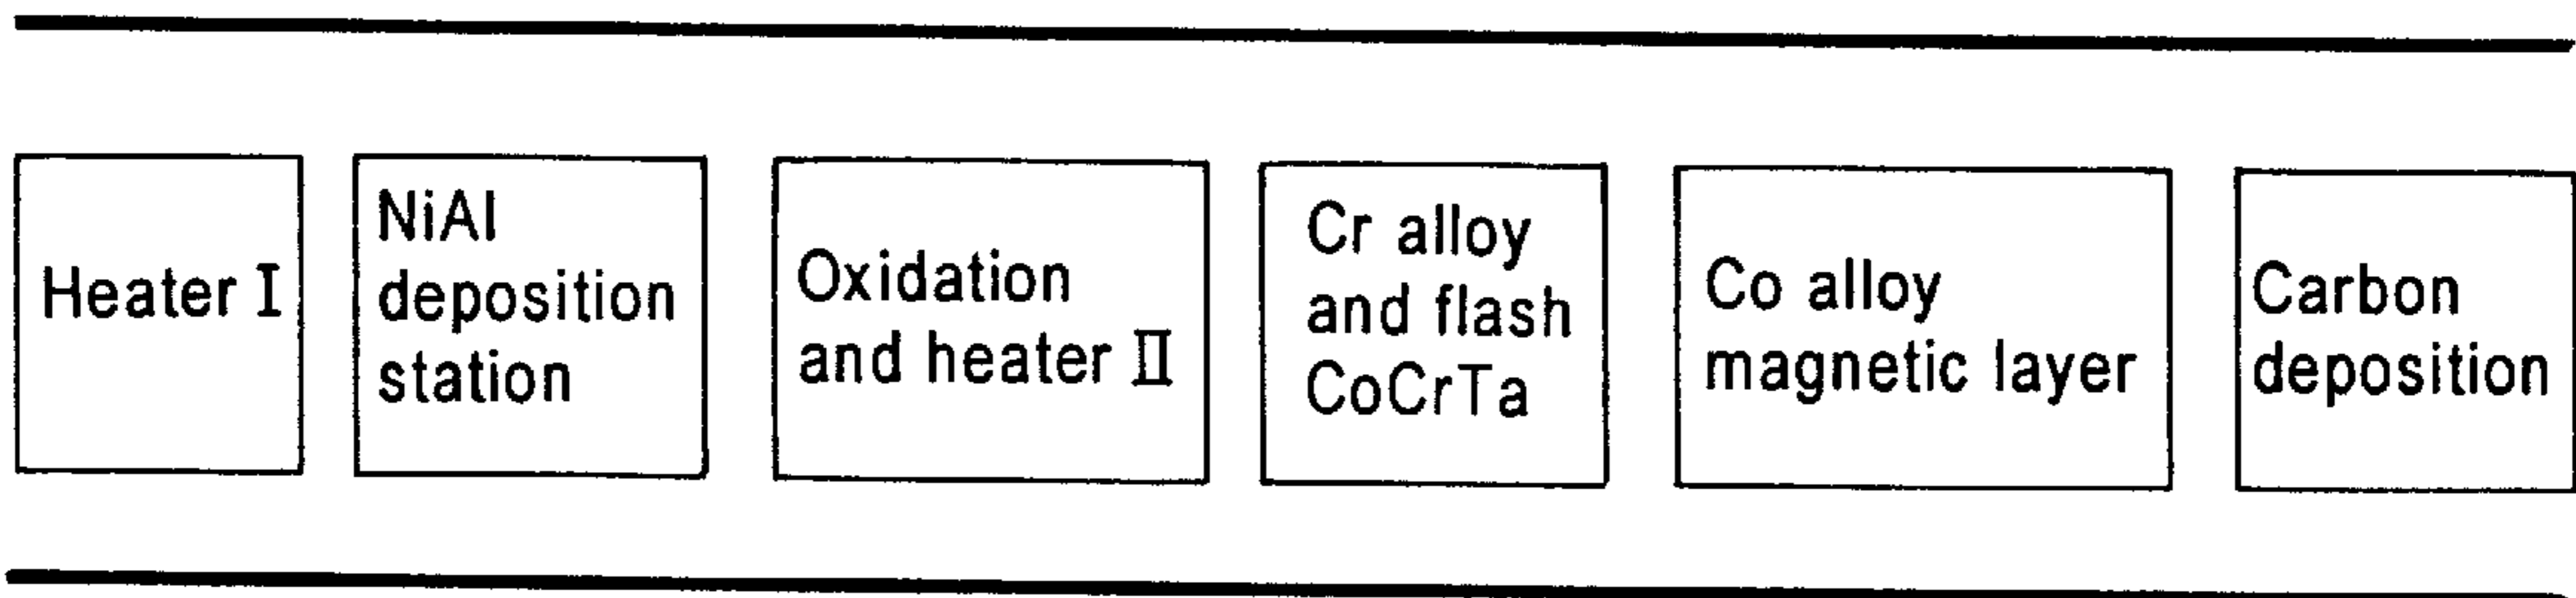 Heater I
NiAl
deposition
station
Oxidation
and heater II
Cr alloy
and flash
CoCrTa
Co alloy
magnetic layer
Carbon
deposition